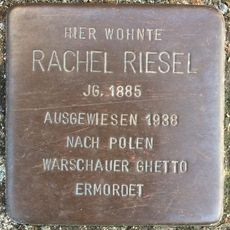 HIER WOHNTE
RACHEL RIESEL
JG. 1885
AUSGEWIESEN 1938
NACH POLEN
WARSCHAUER GHETTO
ERMORDET